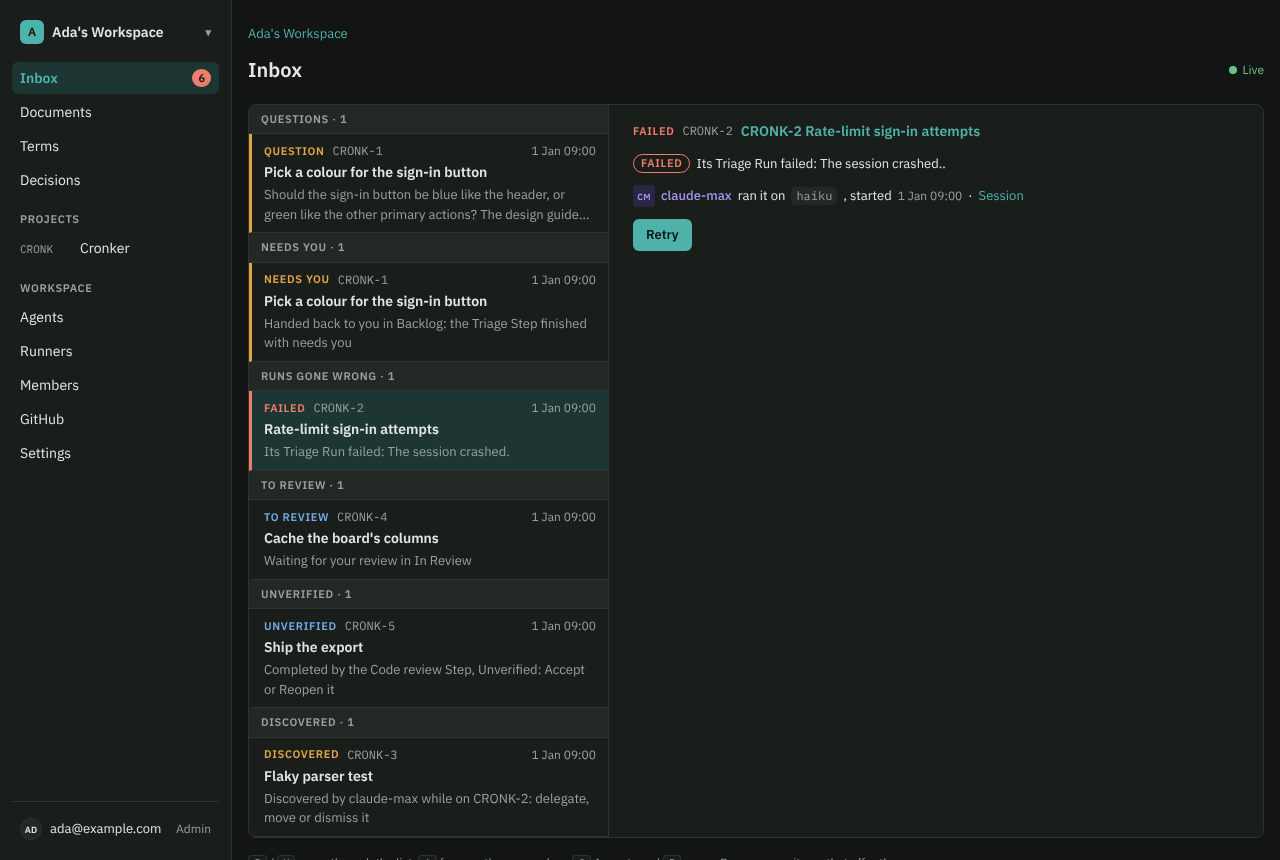 A Ada's Workspace ▾
Inbox 6
Documents
Terms
Decisions
PROJECTS
CRONK Cronker
WORKSPACE
Agents
Runners
Members
GitHub
Settings
AD ada@example.com Admin
Ada's Workspace
Inbox
Live
QUESTIONS · 1
QUESTION CRONK-1 1 Jan 09:00
Pick a colour for the sign-in button
Should the sign-in button be blue like the header, or
green like the other primary actions? The design guide...
NEEDS YOU · 1
NEEDS YOU CRONK-1 1 Jan 09:00
Pick a colour for the sign-in button
Handed back to you in Backlog: the Triage Step finished
with needs you
RUNS GONE WRONG · 1
FAILED CRONK-2 1 Jan 09:00
Rate-limit sign-in attempts
Its Triage Run failed: The session crashed.
TO REVIEW · 1
TO REVIEW CRONK-4 1 Jan 09:00
Cache the board's columns
Waiting for your review in In Review
UNVERIFIED · 1
UNVERIFIED CRONK-5 1 Jan 09:00
Ship the export
Completed by the Code review Step, Unverified: Accept
or Reopen it
DISCOVERED · 1
DISCOVERED CRONK-3 1 Jan 09:00
Flaky parser test
Discovered by claude-max while on CRONK-2: delegate,
move or dismiss it
FAILED CRONK-2 CRONK-2 Rate-limit sign-in attempts
FAILED Its Triage Run failed: The session crashed..
CM claude-max ran it on haiku , started 1 Jan 09:00 · Session
Retry